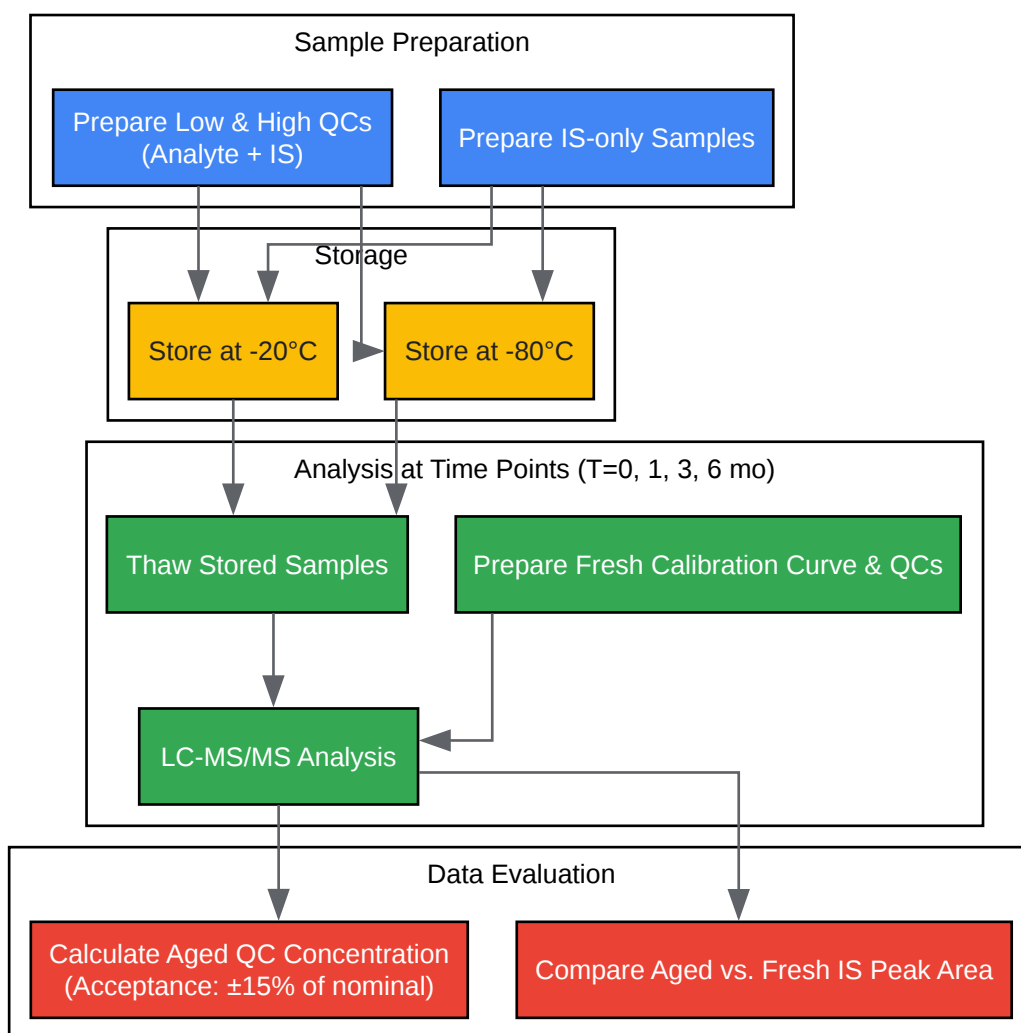 Sample Preparation
Prepare Low & High QCs
(Analyte + IS)
Prepare IS-only Samples
Storage
Store at -20°C
Store at -80°C
Analysis at Time Points (T=0, 1, 3, 6 mo)
Thaw Stored Samples
Prepare Fresh Calibration Curve & QCs
LC-MS/MS Analysis
Data Evaluation
Calculate Aged QC Concentration
(Acceptance: ±15% of nominal)
Compare Aged vs. Fresh IS Peak Area